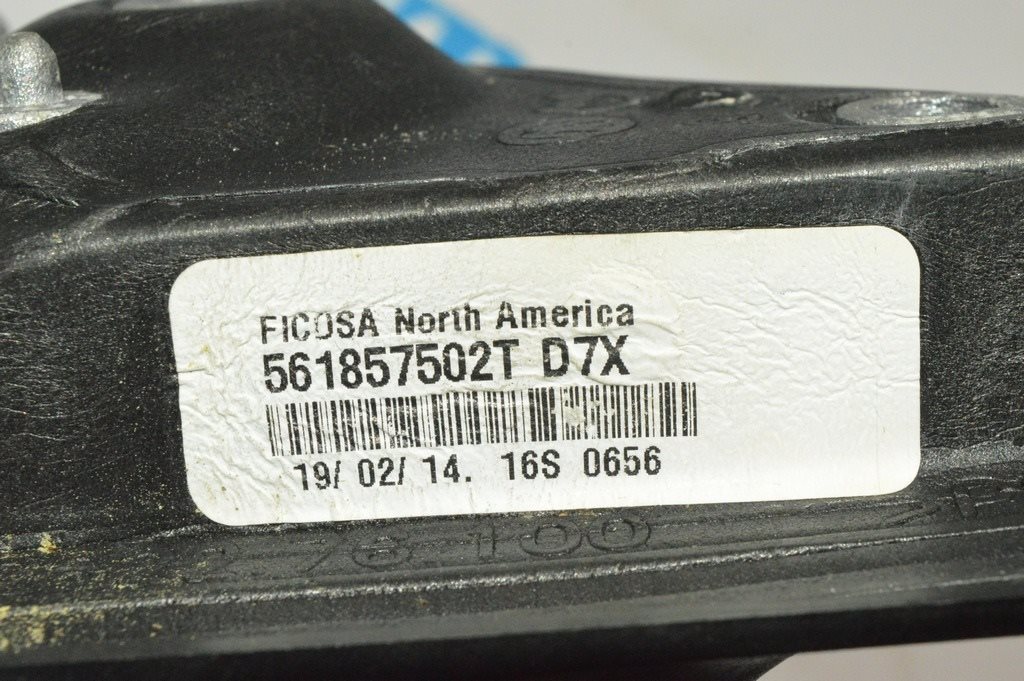 FICOSA North America
561857502T D7X
19/ 02/ 14. 16S 0656